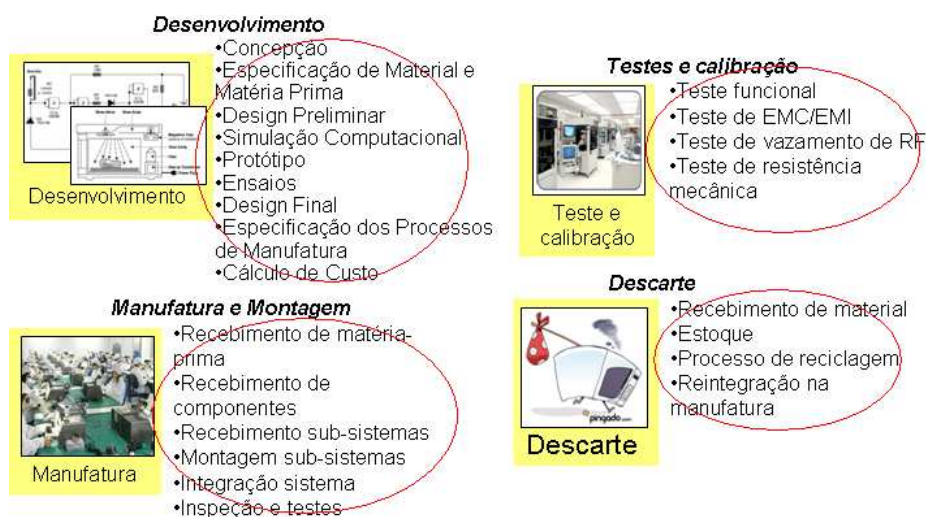 Desenvolvimento
•Concepção
•Especificação de Material e
Matéria Prima
•Design Preliminar
•Simulação Computacional
•Protótipo
•Ensaios
•Design Final
•Especificação dos Processos
de Manufatura
•Cálculo de Custo
Desenvolvimento
Testes e calibração
•Teste funcional
•Teste de EMC/EMI
•Teste de vazamento de RF
•Teste de resistência
mecânica
Teste e
calibração
Manufatura e Montagem
•Recebimento de matéria-
prima
•Recebimento de
componentes
•Recebimento sub-sistemas
•Montagem sub-sistemas
•Integração sistema
•Inspeção e testes
Manufatura
Descarte
•Recebimento de material
•Estoque
•Processo de reciclagem
•Reintegração na
manufatura
Descarte